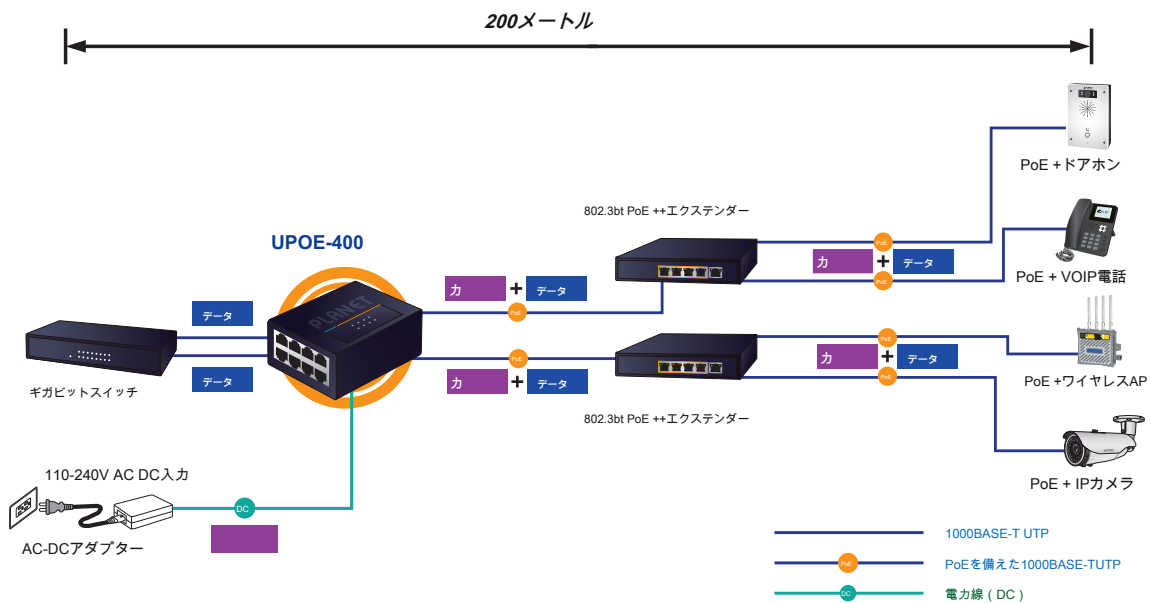 200メートル
PoE +ドアホン
802.3bt PoE ++エクステンダー
UPOE-400
PoE
力 + データ
PoE
PoE + VOIP電話
力 + データ
データ
PoE
PLANET
PoE
PoE
力 + データ
データ
力 + データ
PoE
PoE +ワイヤレスAP
ギガビットスイッチ
802.3bt PoE ++エクステンダー
110-240V AC DC入力
PoE + IPカメラ
DC
AC-DCアダプター
1000BASE-T UTP
PoE
PoEを備えた1000BASE-TUTP
DC
電力線 ( DC )